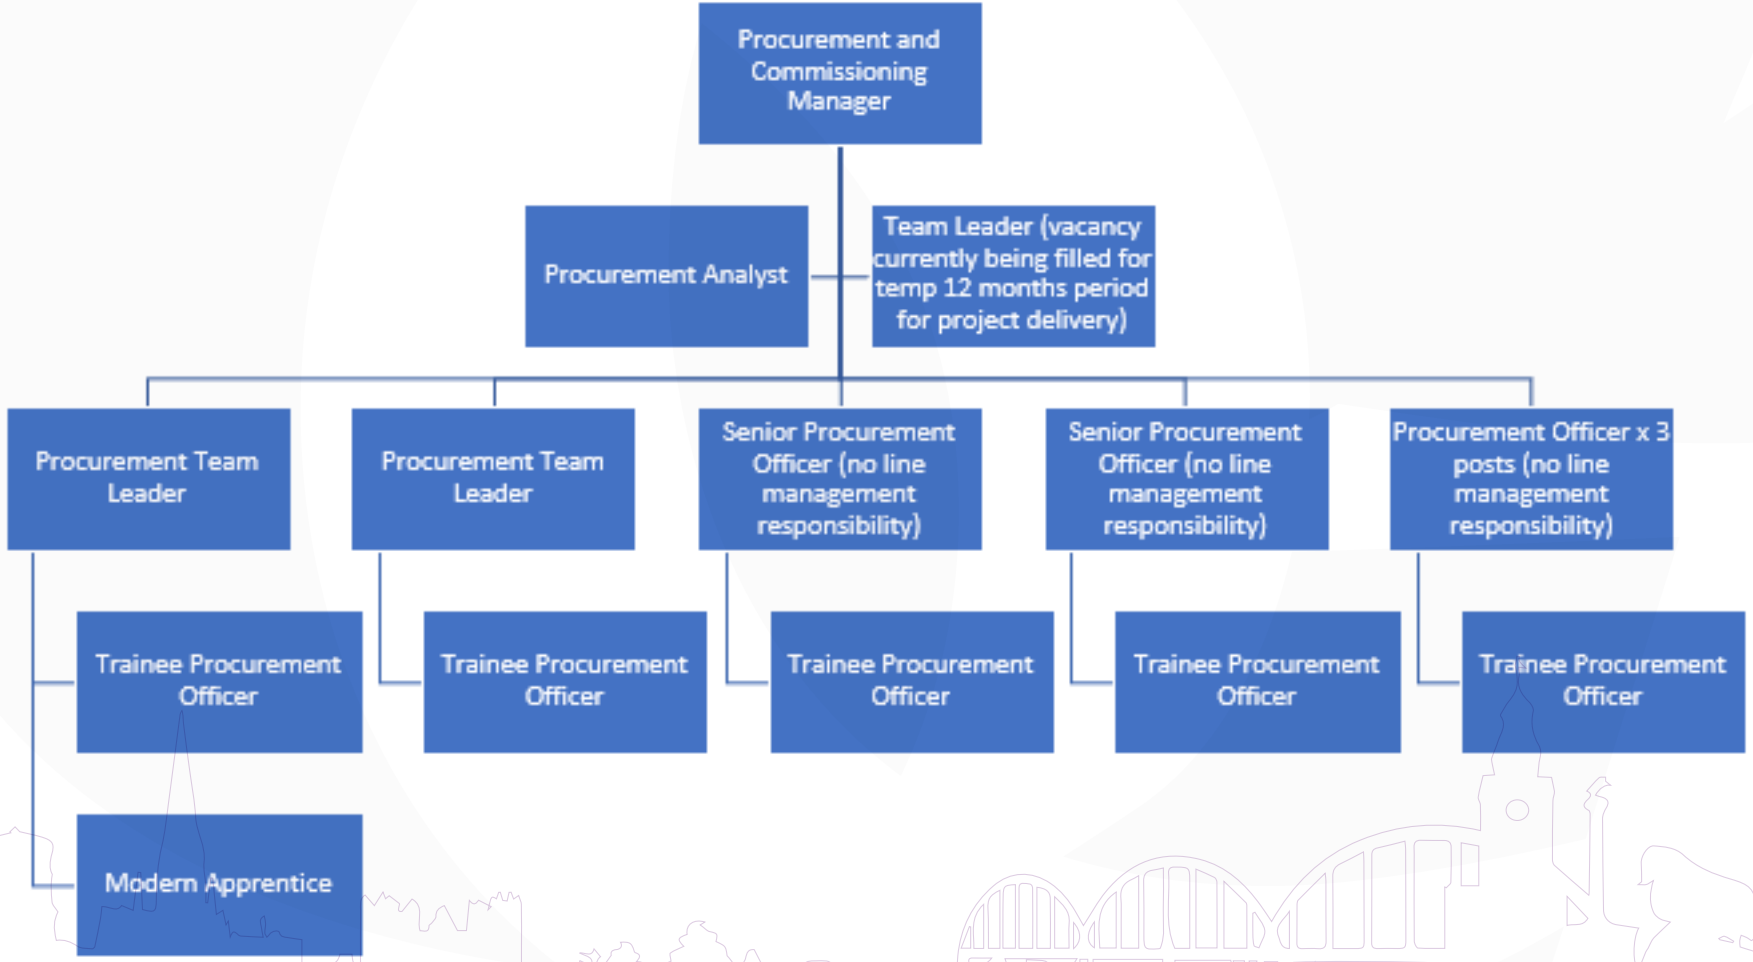 Procurement and
Commissioning
Manager
Procurement Analyst
Team Leader (vacancy
currently being filled for
temp 12 months period
for project delivery)
Procurement Team
Leader
Procurement Team
Leader
Senior Procurement
Officer (no line
management
responsibility)
Senior Procurement
Officer (no line
management
responsibility)
Procurement Officer x 3
posts (no line
management
responsibility)
Trainee Procurement
Officer
Trainee Procurement
Officer
Trainee Procurement
Officer
Trainee Procurement
Officer
Trainee Procurement
Officer
Modern Apprentice